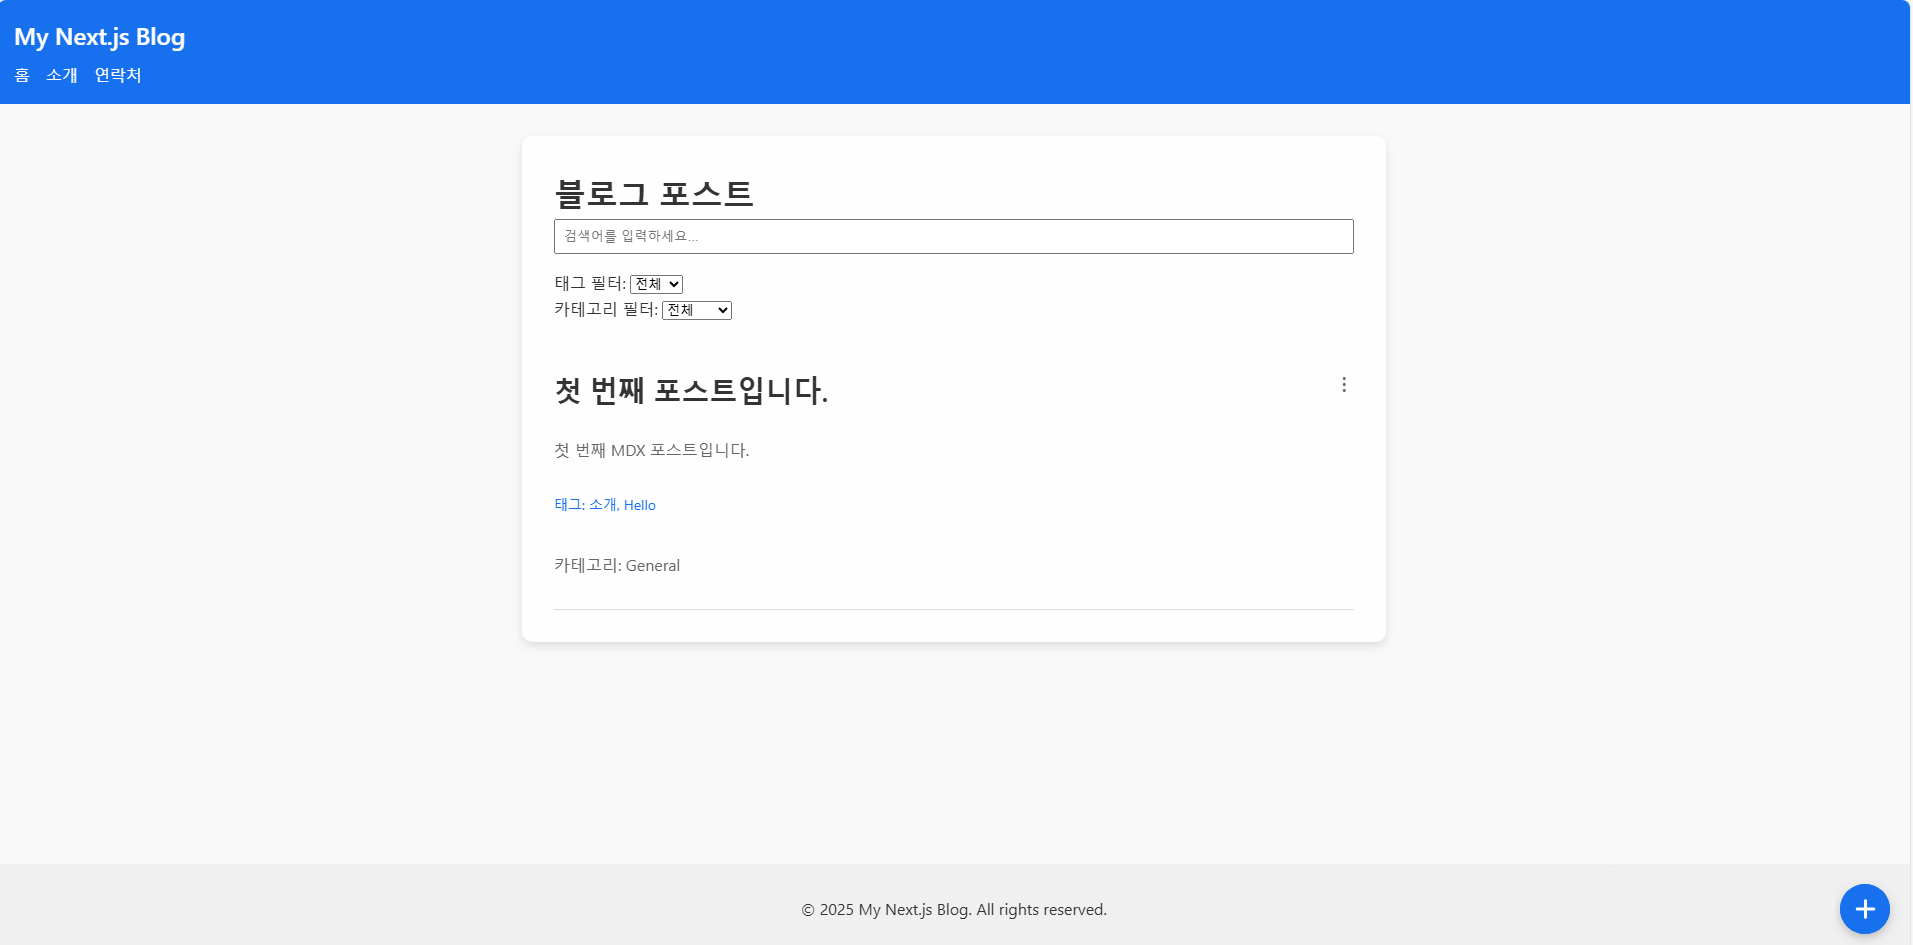 My Next.js Blog
홈 소개 연락처
블로그 포스트
검색어를 입력하세요...
태그 필터: 전체
카테고리 필터: 전체
첫 번째 포스트입니다.
첫 번째 MDX 포스트입니다.
태그: 소개, Hello
카테고리: General
© 2025 My Next.js Blog. All rights reserved.